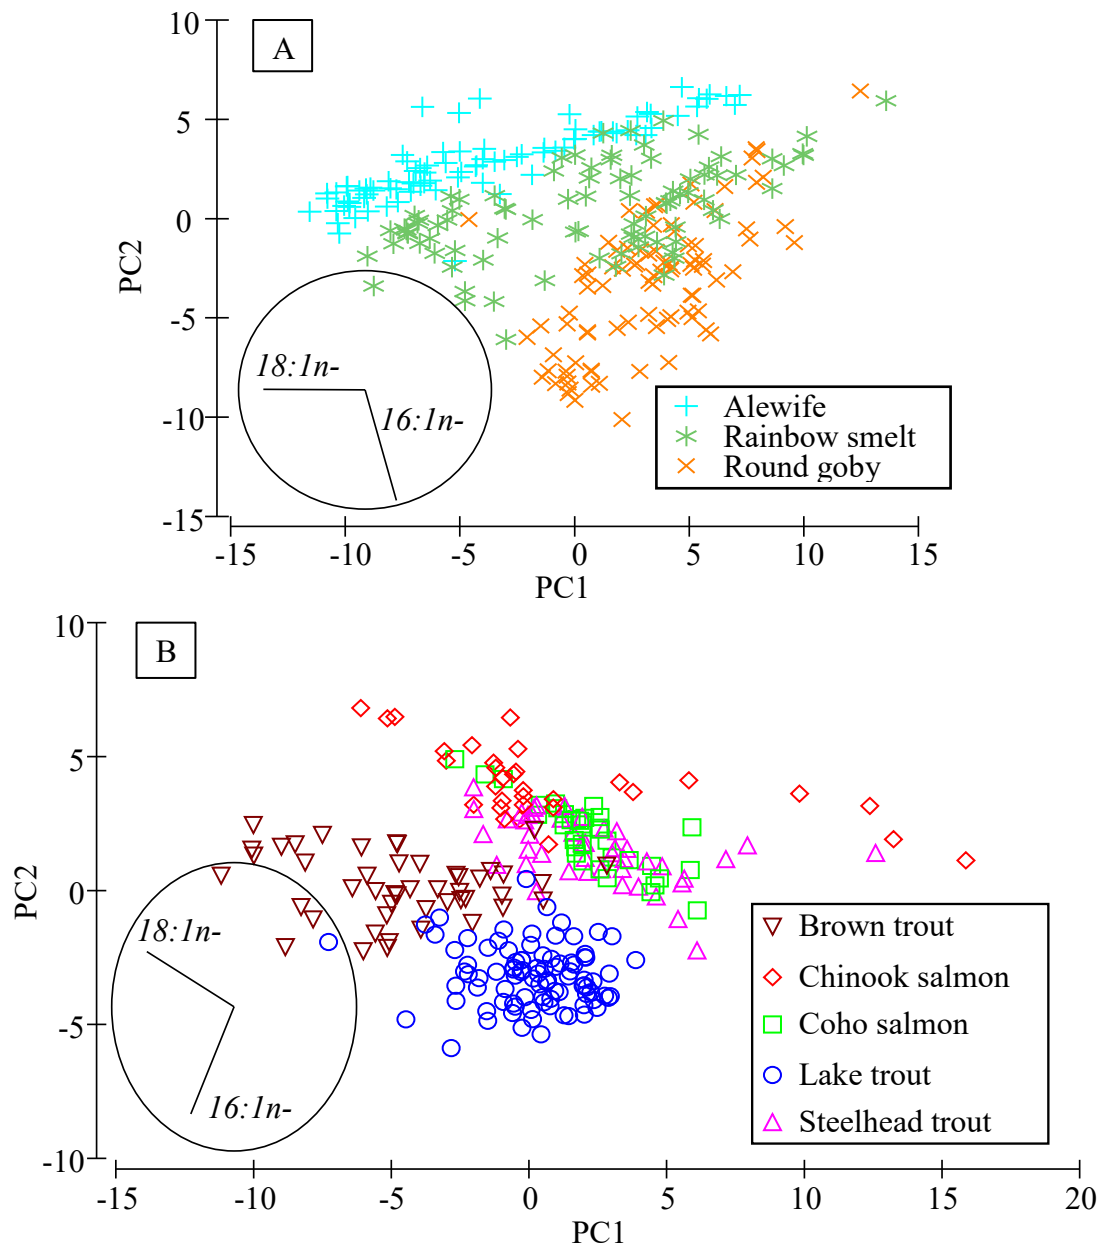 A
10
5
0
-5
-10
-15
PC2
18:1n-
16:1n-
Alewife
Rainbow smelt
Round goby
-15 -10 -5 0 5 10 15
PC1
B
10
5
0
-5
-10
PC2
18:1n-
16:1n-
Brown trout
Chinook salmon
Coho salmon
Lake trout
Steelhead trout
-15 -10 -5 0 5 10 15 20
PC1